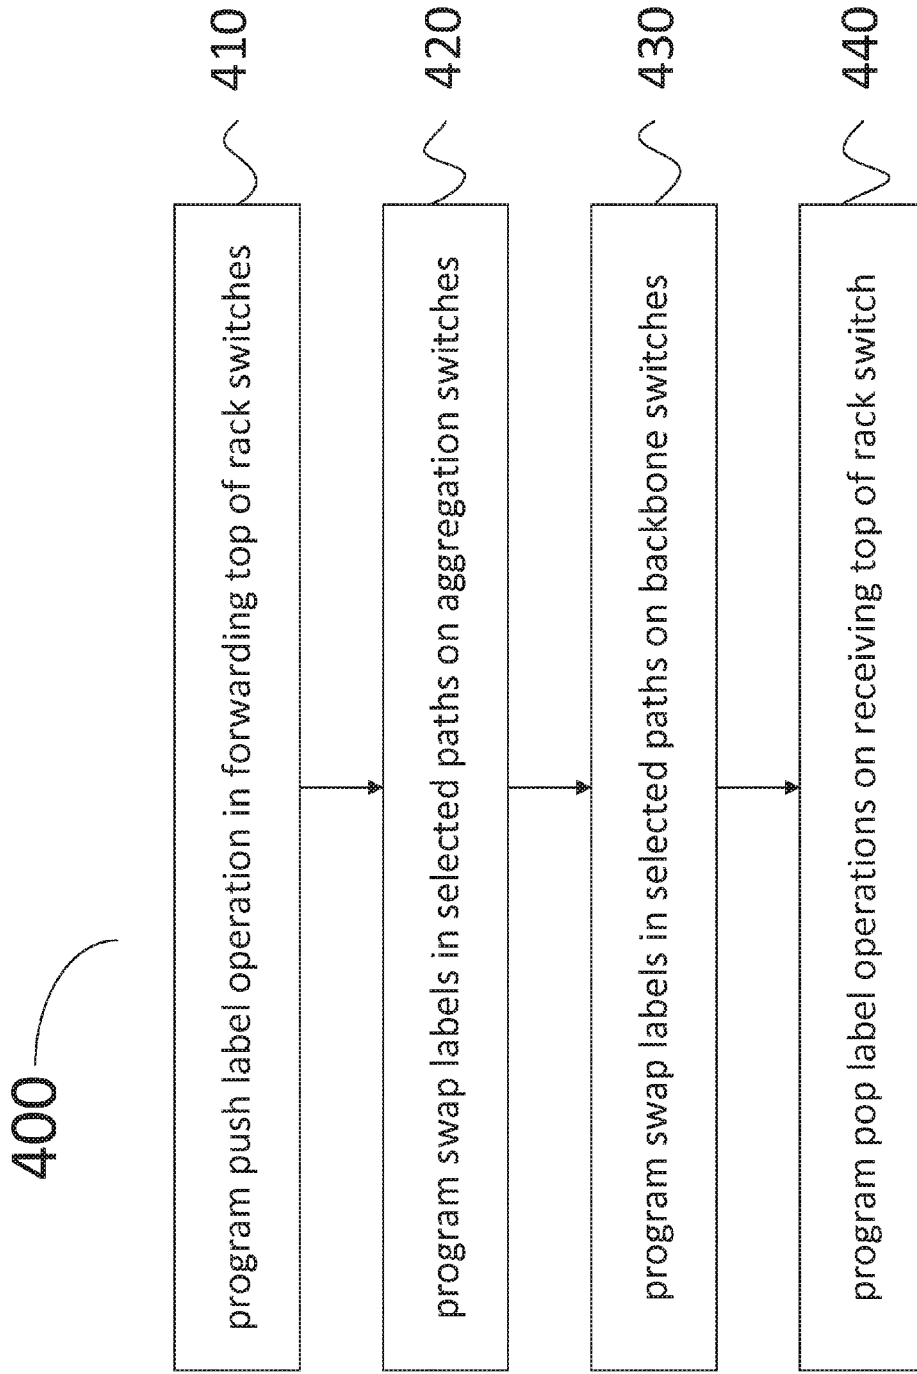 400
program push label operation in forwarding top of rack switches
410
program swap labels in selected paths on aggregation switches
420
program swap labels in selected paths on backbone switches
430
program pop label operations on receiving top of rack switch
440